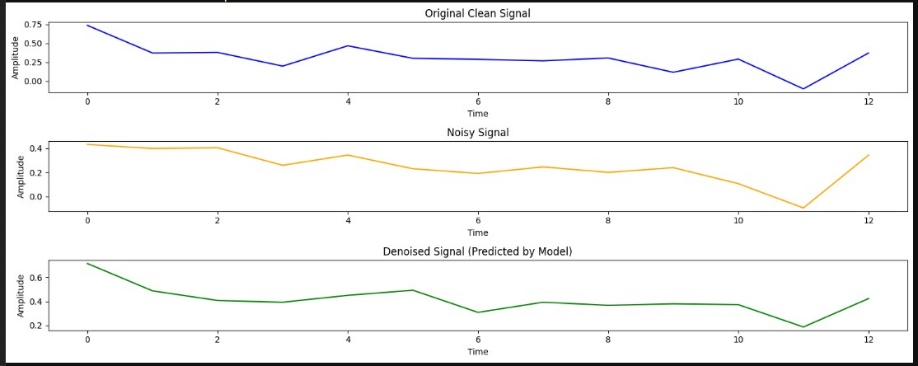 Original Clean Signal
0.75
0.50
0.25
0.00
Amplitude
0 2 4 6 8 10 12
Time
Noisy Signal
0.4
0.2
0.0
Amplitude
0 2 4 6 8 10 12
Time
Denoised Signal (Predicted by Model)
0.6
0.4
0.2
Amplitude
0 2 4 6 8 10 12
Time